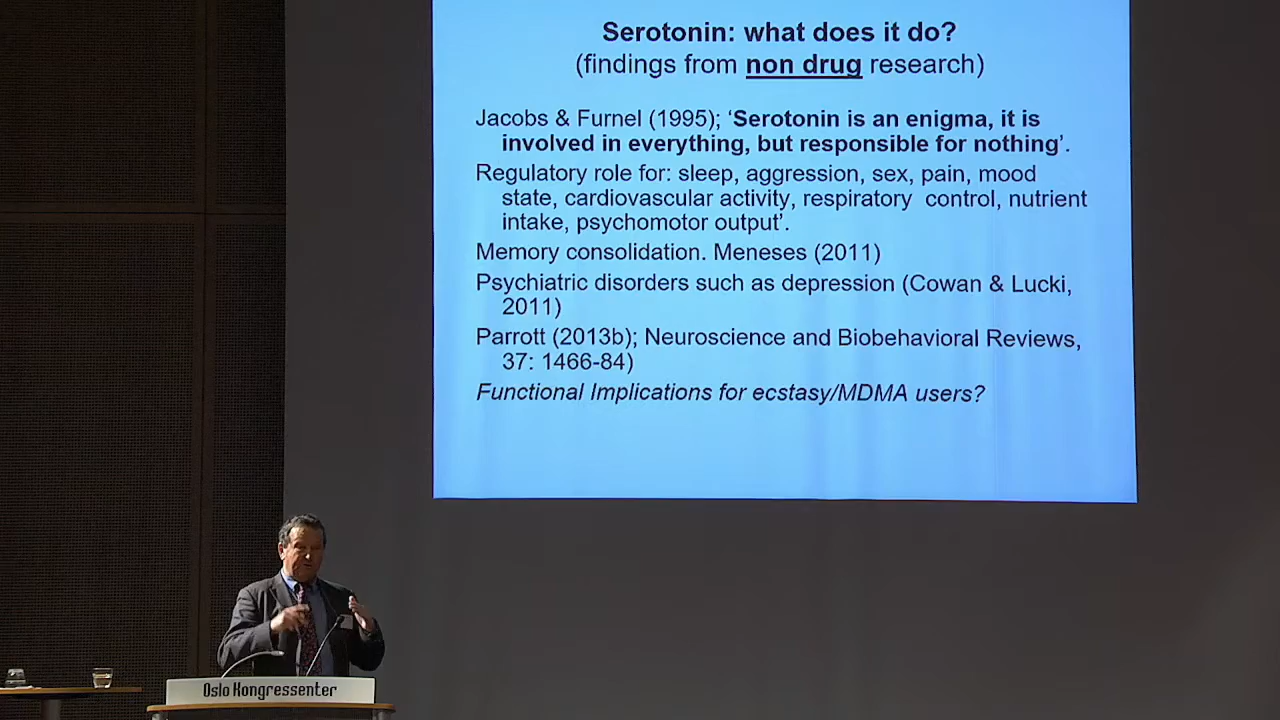 Serotonin: what does it do?
(findings from non drug research)
Jacobs & Furnel (1995); ‘Serotonin is an enigma, it is
involved in everything, but responsible for nothing’.
Regulatory role for: sleep, aggression, sex, pain, mood
state, cardiovascular activity, respiratory control, nutrient
intake, psychomotor output’.
Memory consolidation. Meneses (2011)
Psychiatric disorders such as depression (Cowan & Lucki,
2011)
Parrott (2013b); Neuroscience and Biobehavioral Reviews,
37: 1466-84)
Functional Implications for ecstasy/MDMA users?
Oslo Kongressenter